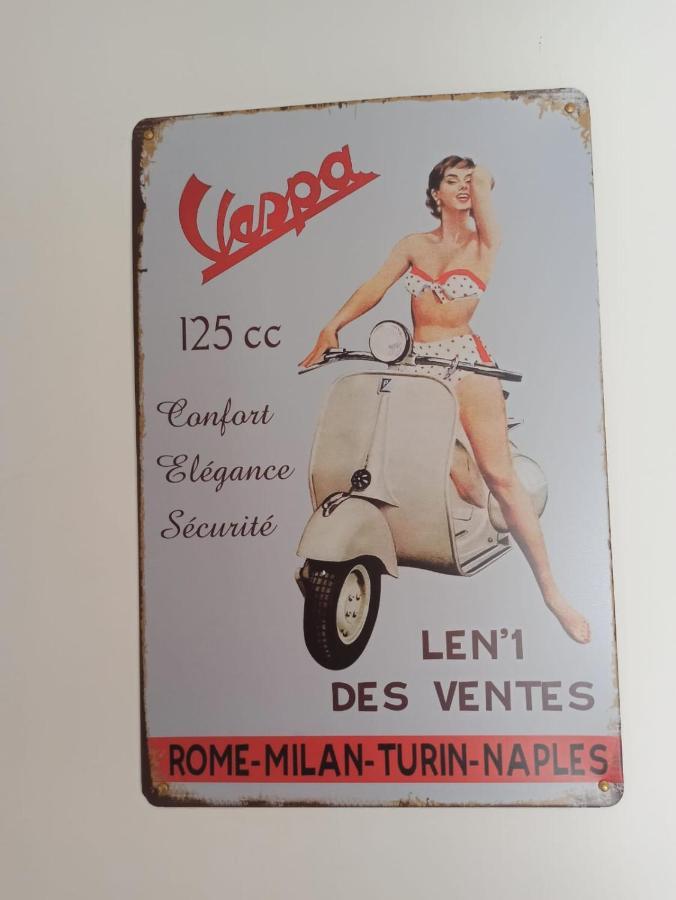 Vespa
125 cc
Confort
Elégance
Sécurité
LEN'1
DES VENTES
ROME-MILAN-TURIN-NAPLES